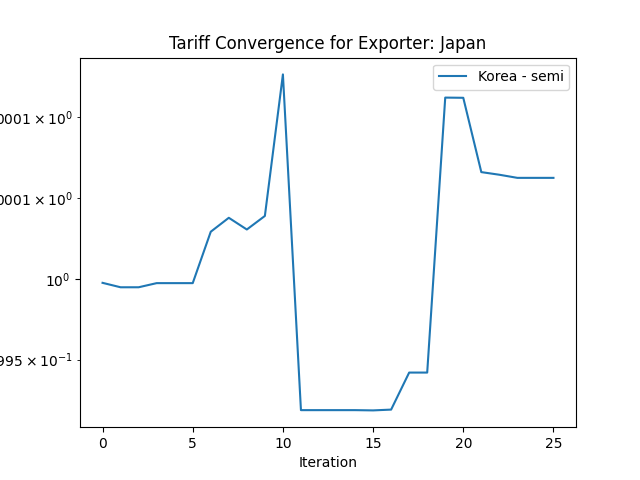 Tariff Convergence for Exporter: Japan
Korea - semi
0001 × 10⁰
0001 × 10⁰
10⁰
995 × 10⁻¹
0 5 10 15 20 25
Iteration